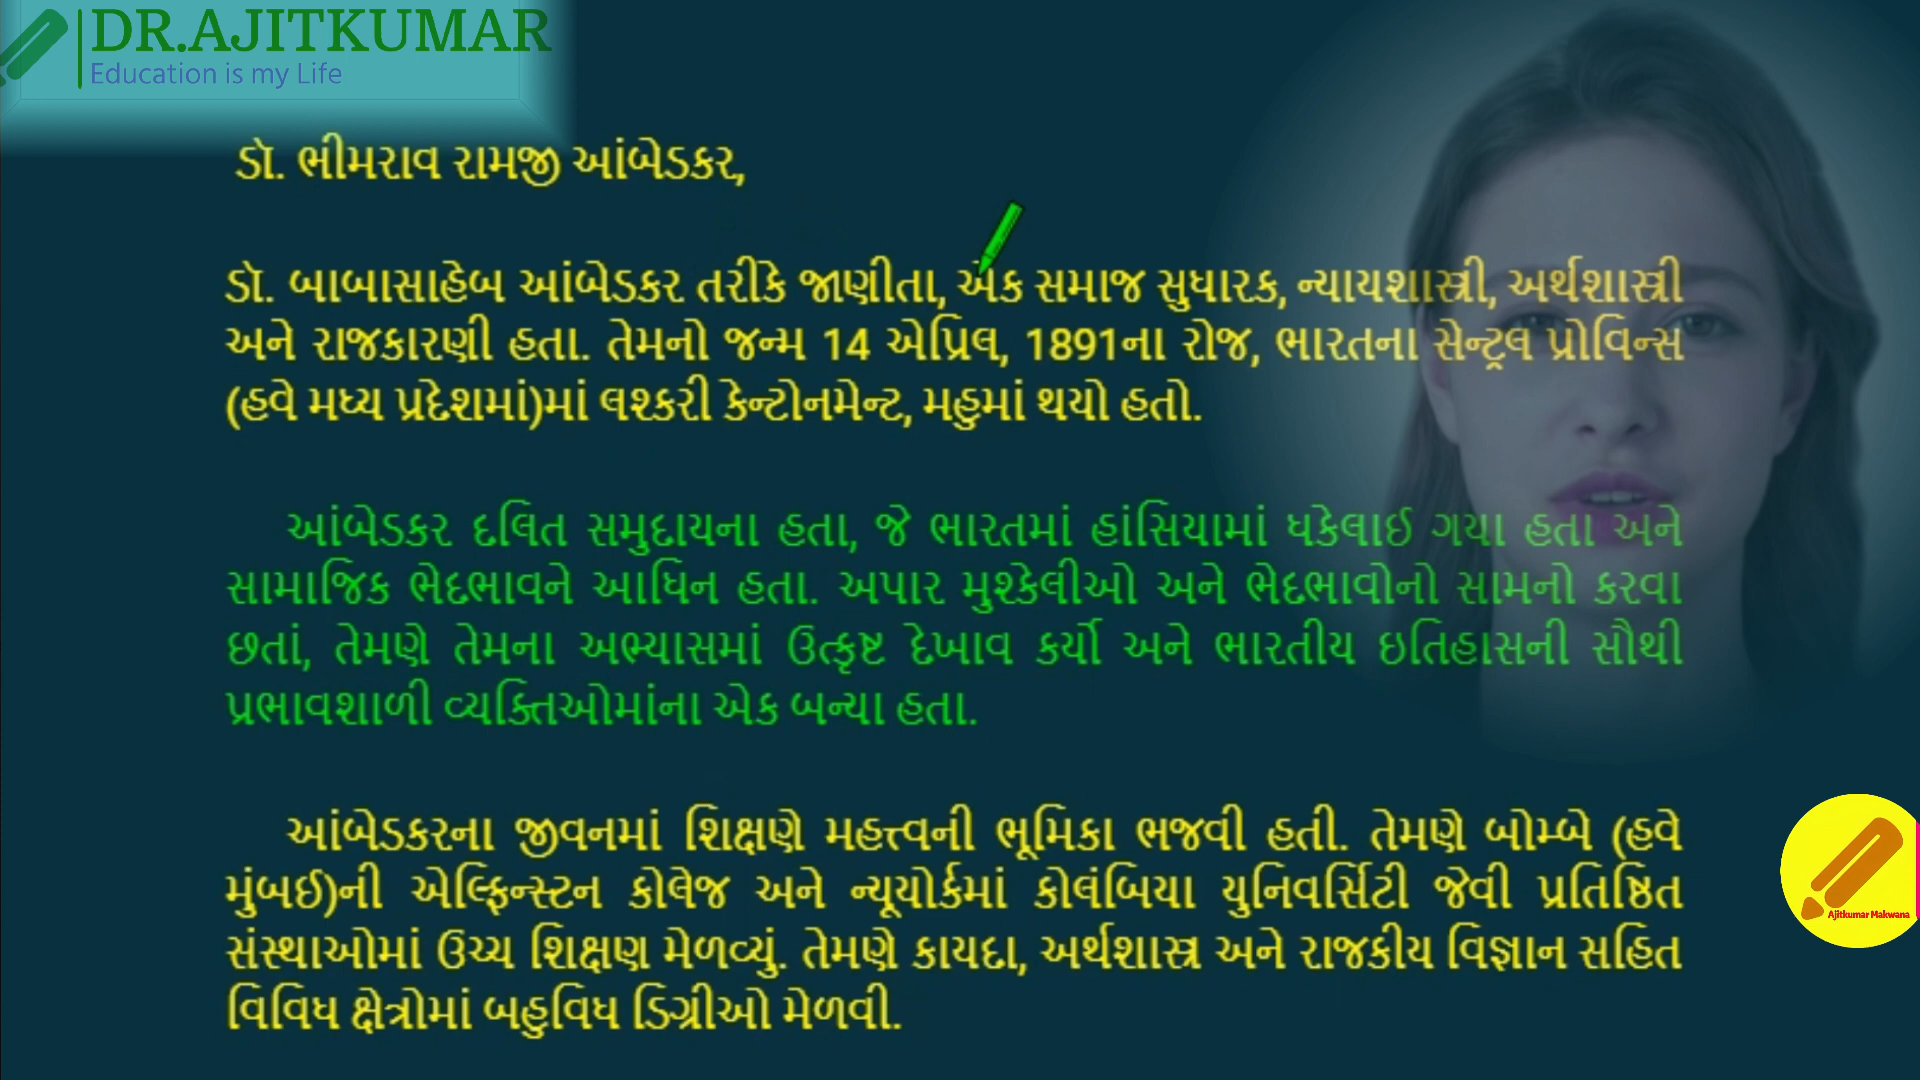 DR.AJITKUMAR
Education is my Life
ડૉ. ભીમરાવ રામજી આંબેડકર,
ડૉ. બાબાસાહેબ આંબેડકર તરીકે જાણીતા, એક સમાજ સુધારક, ન્યાયશાસ્ત્રી, અર્થશાસ્ત્રી
અને રાજકારણી હતા. તેમનો જન્મ 14 એપ્રિલ, 1891ના રોજ, ભારતના સેન્ટ્રલ પ્રોવિન્સ
(હવે મધ્ય પ્રદેશમાં)માં લશ્કરી કેન્ટોનમેન્ટ, મહુમાં થયો હતો.
આંબેડકર દલિત સમુદાયના હતા, જે ભારતમાં હાંસિયામાં ધકેલાઈ ગયા હતા અને
સામાજિક ભેદભાવને આધિન હતા. અપાર મુશ્કેલીઓ અને ભેદભાવોનો સામનો કરવા
છતાં, તેમણે તેમના અભ્યાસમાં ઉત્કૃષ્ટ દેખાવ કર્યો અને ભારતીય ઇતિહાસની સૌથી
પ્રભાવશાળી વ્યક્તિઓમાંના એક બન્યા હતા.
આંબેડકરના જીવનમાં શિક્ષણે મહત્ત્વની ભૂમિકા ભજવી હતી. તેમણે બોમ્બે (હવે
મુંબઈ)ની એલ્ફિન્સ્ટન કોલેજ અને ન્યૂયોર્કમાં કોલંબિયા યુનિવર્સિટી જેવી પ્રતિષ્ઠિત
સંસ્થાઓમાં ઉચ્ચ શિક્ષણ મેળવ્યું. તેમણે કાયદા, અર્થશાસ્ત્ર અને રાજકીય વિજ્ઞાન સહિત
વિવિધ ક્ષેત્રોમાં બહુવિધ ડિગ્રીઓ મેળવી.
Ajitkumar Makwana